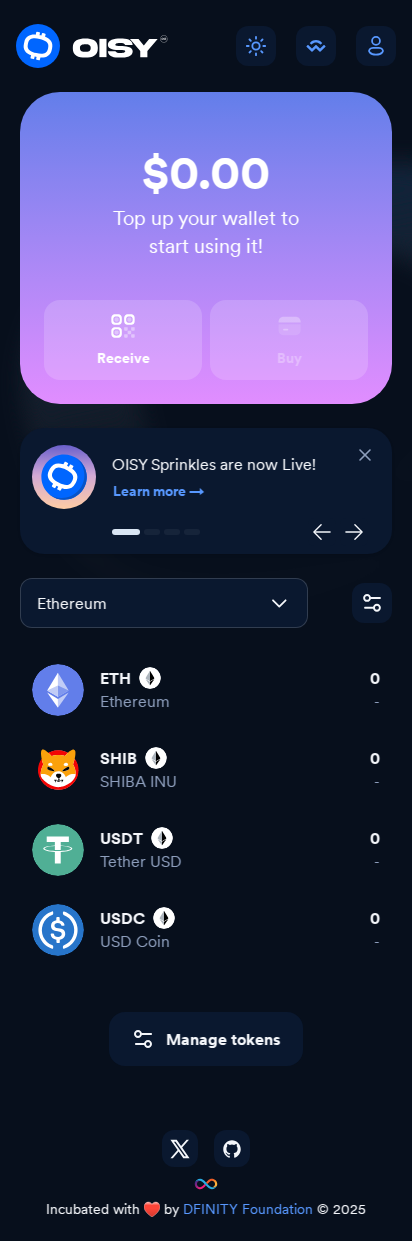 OISY
$0.00
Top up your wallet to
start using it!
Receive
Buy
OISY Sprinkles are now Live!
Learn more →
Ethereum
ETH
0
Ethereum
-
SHIB
0
SHIBA INU
-
USDT
0
Tether USD
-
USDC
0
USD Coin
-
Manage tokens
Incubated with ❤️ by DFINITY Foundation © 2025